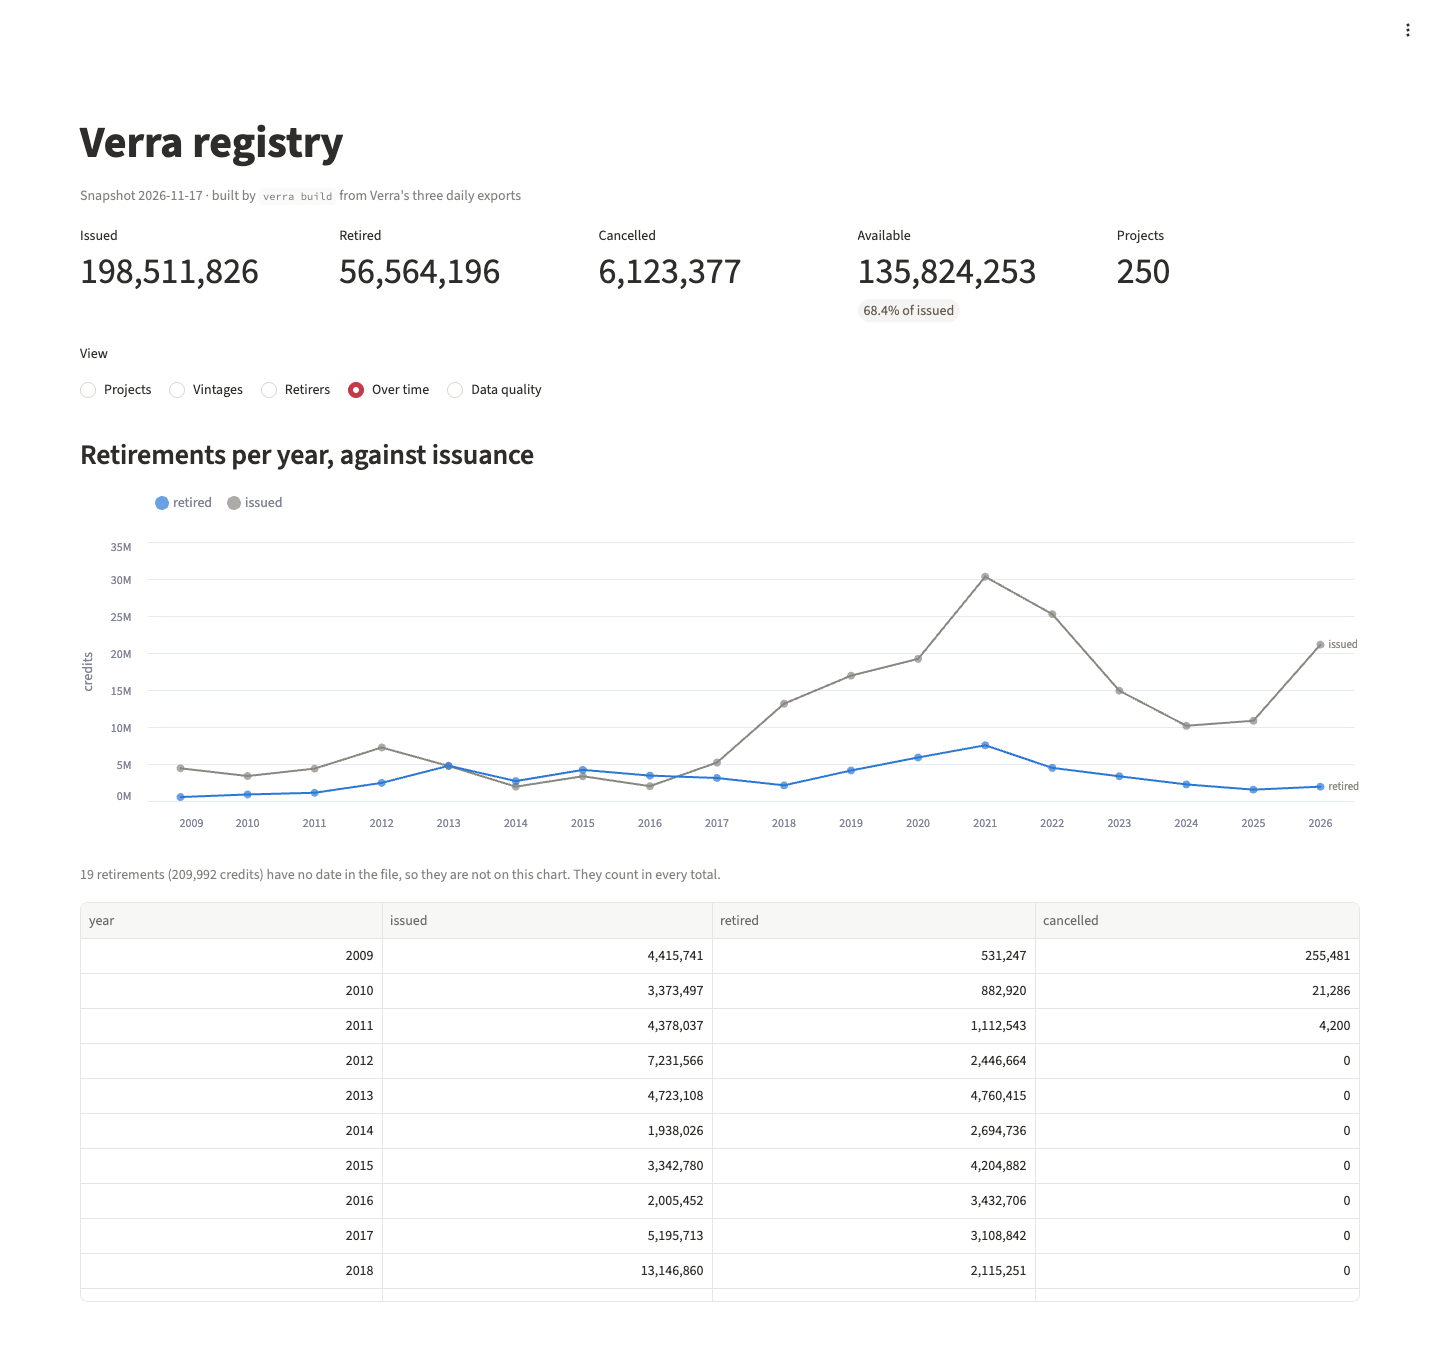 Verra registry
Snapshot 2026-11-17 · built by verra build from Verra's three daily exports
Issued Retired Cancelled Available Projects
198,511,826 56,564,196 6,123,377 135,824,253 250
68.4% of issued
View
Projects Vintages Retirers Over time Data quality
Retirements per year, against issuance
retired issued
35M
30M
25M
20M
15M
10M
5M
0M
credits
issued
retired
2009 2010 2011 2012 2013 2014 2015 2016 2017 2018 2019 2020 2021 2022 2023 2024 2025 2026
19 retirements (209,992 credits) have no date in the file, so they are not on this chart. They count in every total.
year issued retired cancelled
2009 4,415,741 531,247 255,481
2010 3,373,497 882,920 21,286
2011 4,378,037 1,112,543 4,200
2012 7,231,566 2,446,664 0
2013 4,723,108 4,760,415 0
2014 1,938,026 2,694,736 0
2015 3,342,780 4,204,882 0
2016 2,005,452 3,432,706 0
2017 5,195,713 3,108,842 0
2018 13,146,860 2,115,251 0